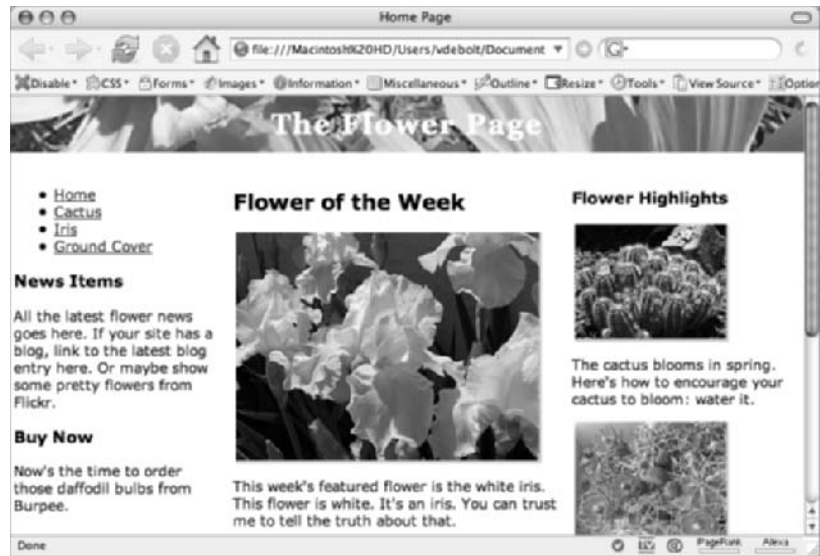 Home Page
file:///Macintosh%20HD/Users/vdebolt/Document
G
Disable CSS Forms Images Information Miscellaneous Outline Resize Tools View Source Option
The Flower Page
Home
Cactus
Iris
Ground Cover
News Items
All the latest flower news
goes here. If your site has a
blog, link to the latest blog
entry here. Or maybe show
some pretty flowers from
Flickr.
Buy Now
Now's the time to order
those daffodil bulbs from
Burpee.
Flower of the Week
This week's featured flower is the white iris.
This flower is white. It's an iris. You can trust
me to tell the truth about that.
Flower Highlights
The cactus blooms in spring.
Here's how to encourage your
cactus to bloom: water it.
Done
PageRank Alexa